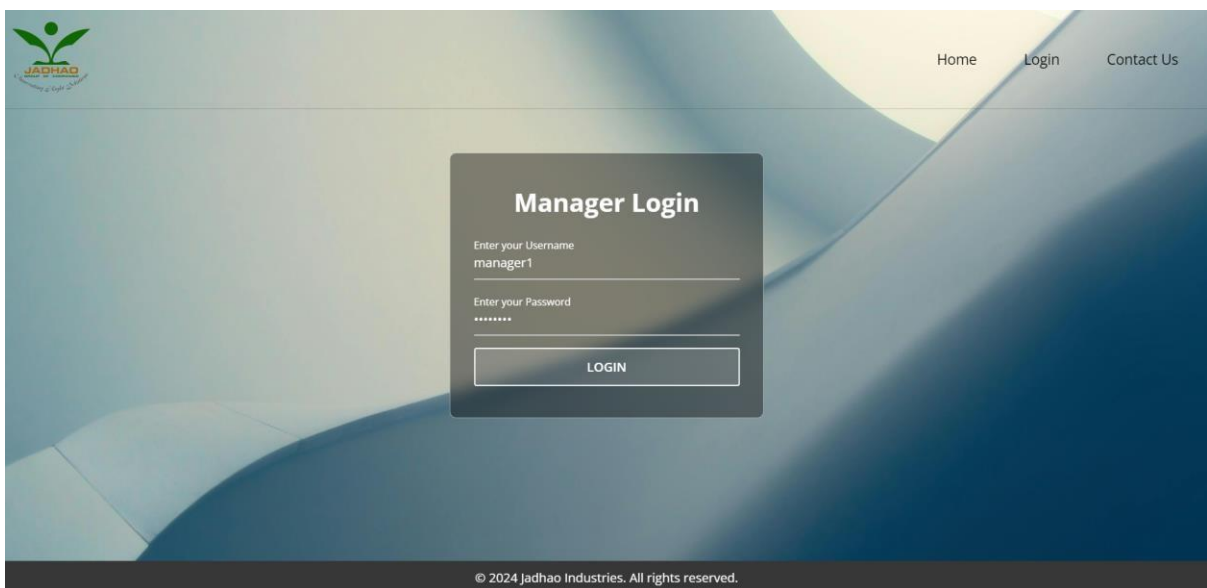 JADHAO
Home
Login
Contact Us
Manager Login
Enter your Username
manager1
Enter your Password
••••••••
LOGIN
© 2024 Jadhao Industries. All rights reserved.